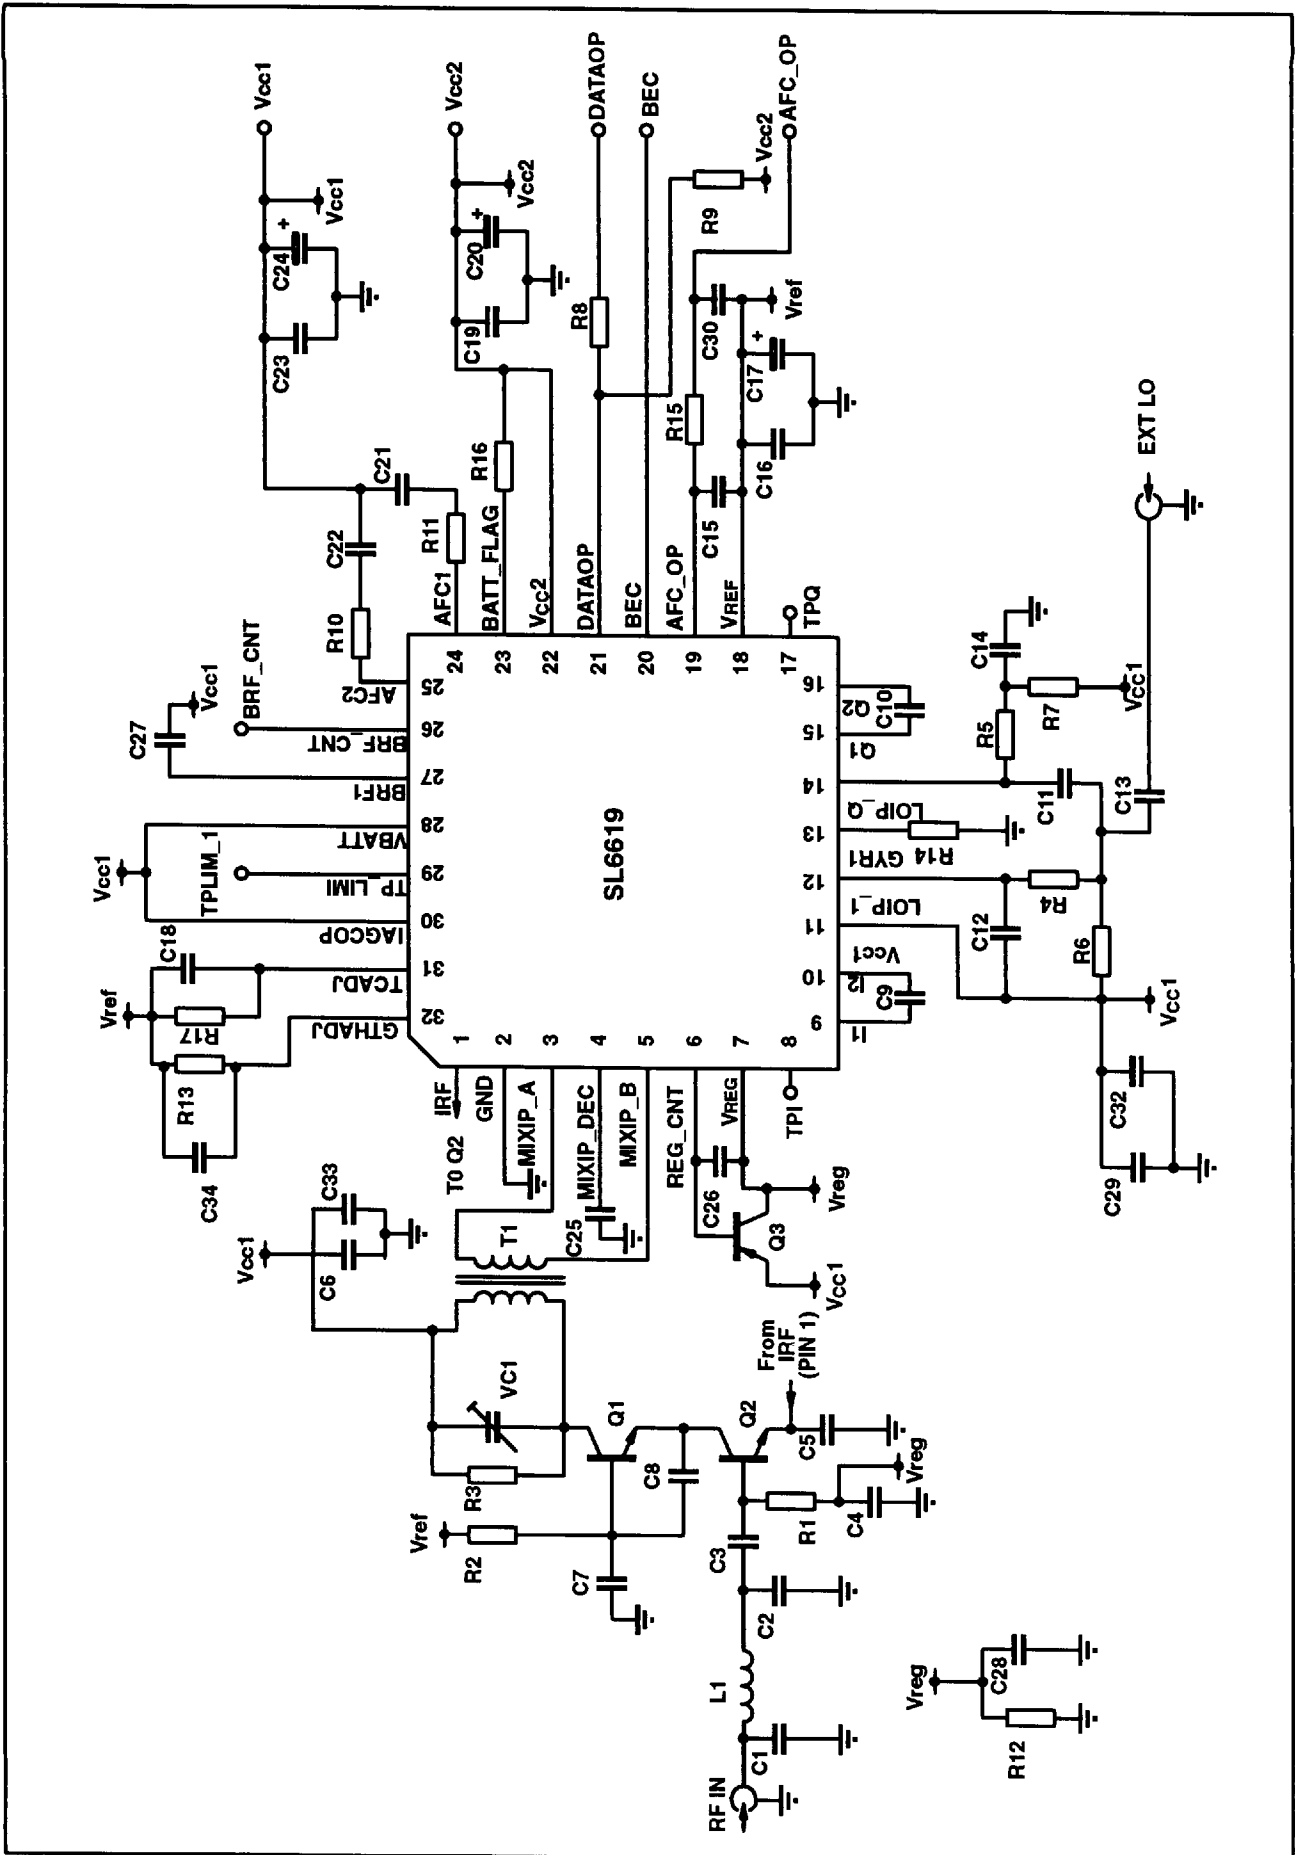 Vcc1
Vcc2
DATAOP
BEC
AFC_OP
C24
+
Vcc1
C23
C20
+
Vcc2
C19
R8
R9
Vcc2
C30
Vref
C17
+
C16
R15
C15
C21
C22
R11
R10
R16
AFC1
BATT_FLAG
VCC2
DATAOP
BEC
AFC_OP
VREF
TPQ
24
23
22
21
20
19
18
17
SL6619
AFC2
25
BRF_CNT
26
BRF_CNT
BRF1
27
C27
Vcc1
VBATT
28
TP_LIMI
29
TPLIM_1
IAGCOP
30
Vcc1
TCADJ
31
C18
R17
Vref
GTHADJ
32
R13
C34
16
Q2
15
Q1
C10
14
LOIP_Q
13
GYR1
R14
12
LOIP_1
11
Vcc1
10
I2
9
I1
C9
C14
R5
R7
VCC1
C11
C13
EXT LO
C12
R4
R6
VCC1
C32
C29
1
2
3
4
5
6
7
8
IRF
TO Q2
GND
MIXIP_A
MIXIP_DEC
MIXIP_B
REG_CNT
VREG
TPI
C25
C26
Q3
Vreg
VCC1
T1
C33
C6
Vcc1
VC1
R3
Vref
R2
C7
Q1
C8
Q2
From
IRF
(PIN 1)
C5
Vreg
R1
C4
C3
C2
L1
C1
RF IN
Vreg
C28
R12